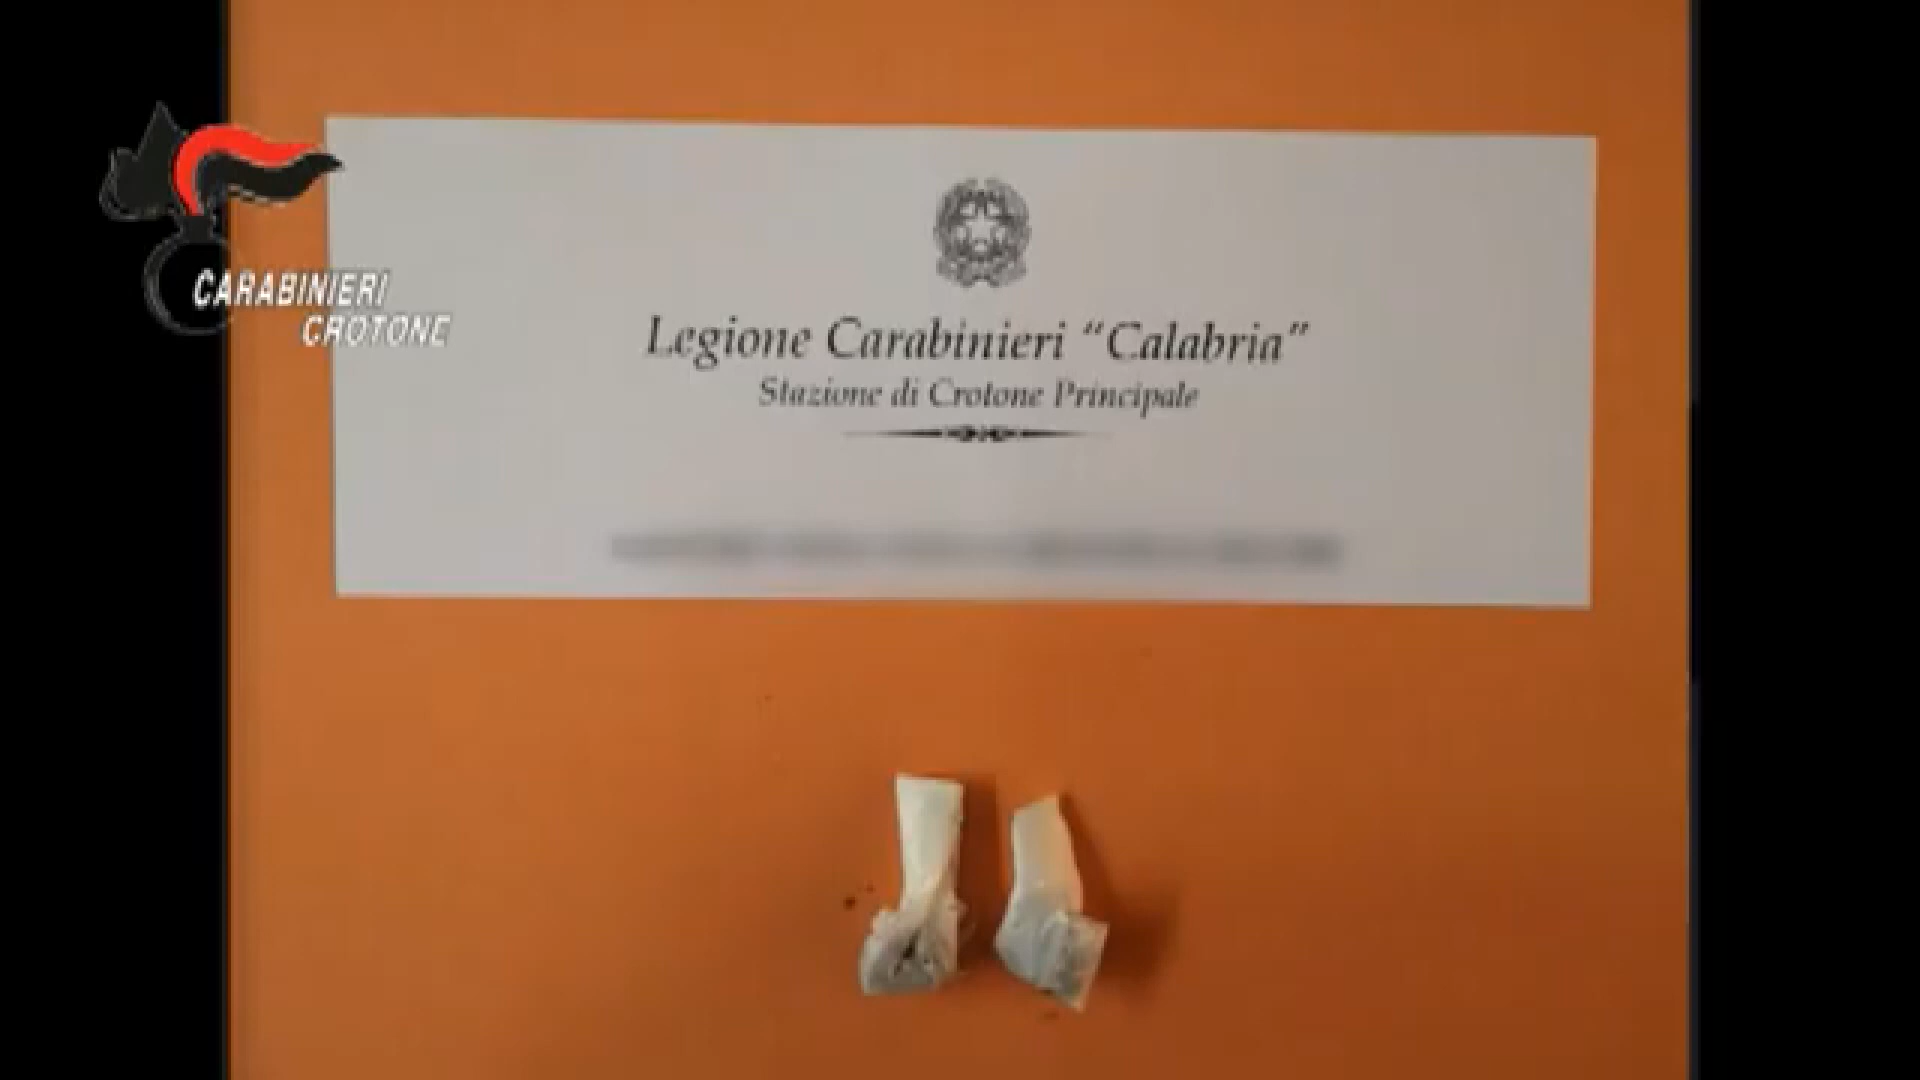 CARABINIERI
CROTONE
Legione Carabinieri “Calabria”
Stazione di Crotone Principale